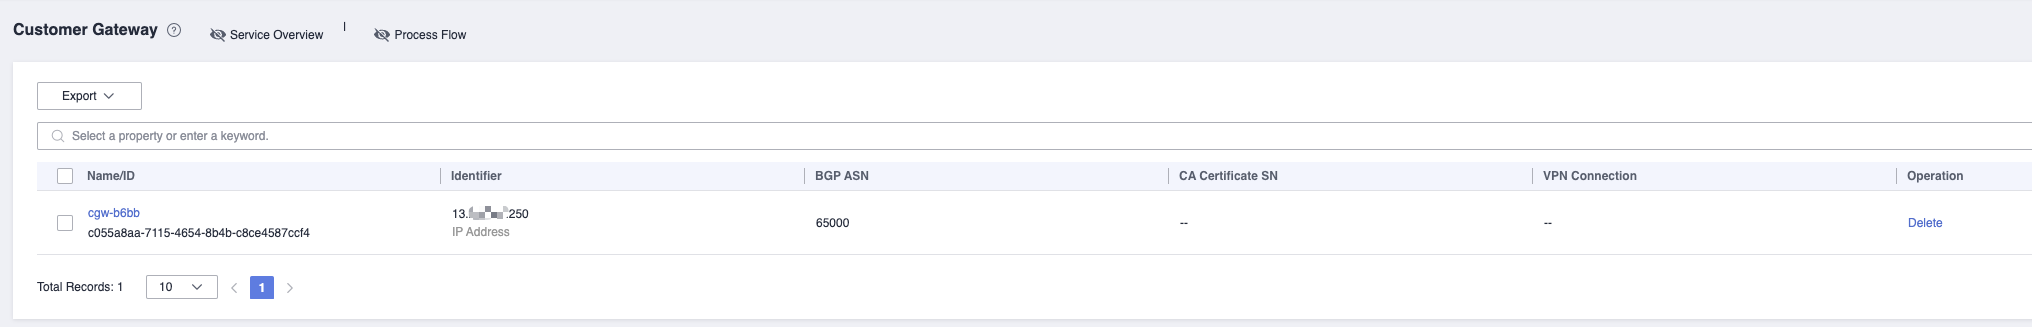 Customer Gateway ? Service Overview | Process Flow
Export
Select a property or enter a keyword.
Name/ID Identifier BGP ASN CA Certificate SN VPN Connection Operation
cgw-b6bb 13. .250
c055a8aa-7115-4654-8b4b-c8ce4587ccf4 IP Address 65000 -- -- Delete
Total Records: 1 10 < 1 >